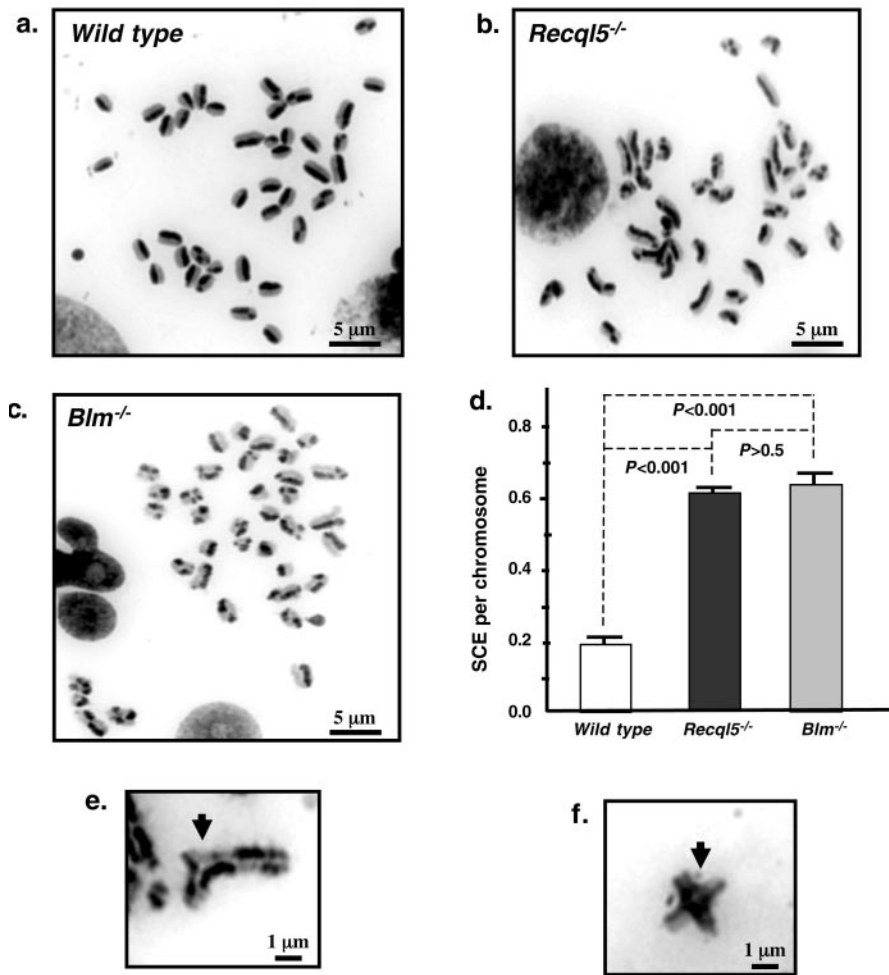 a.
Wild type
5 μm
b.
Recql5-/-
5 μm
c.
Blm-/-
5 μm
d.
P<0.001
P>0.5
P<0.001
0.8
0.6
0.4
0.2
0.0
SCE per chromosome
Wild type
Recql5-/-
Blm-/-
e.
1 μm
f.
1 μm